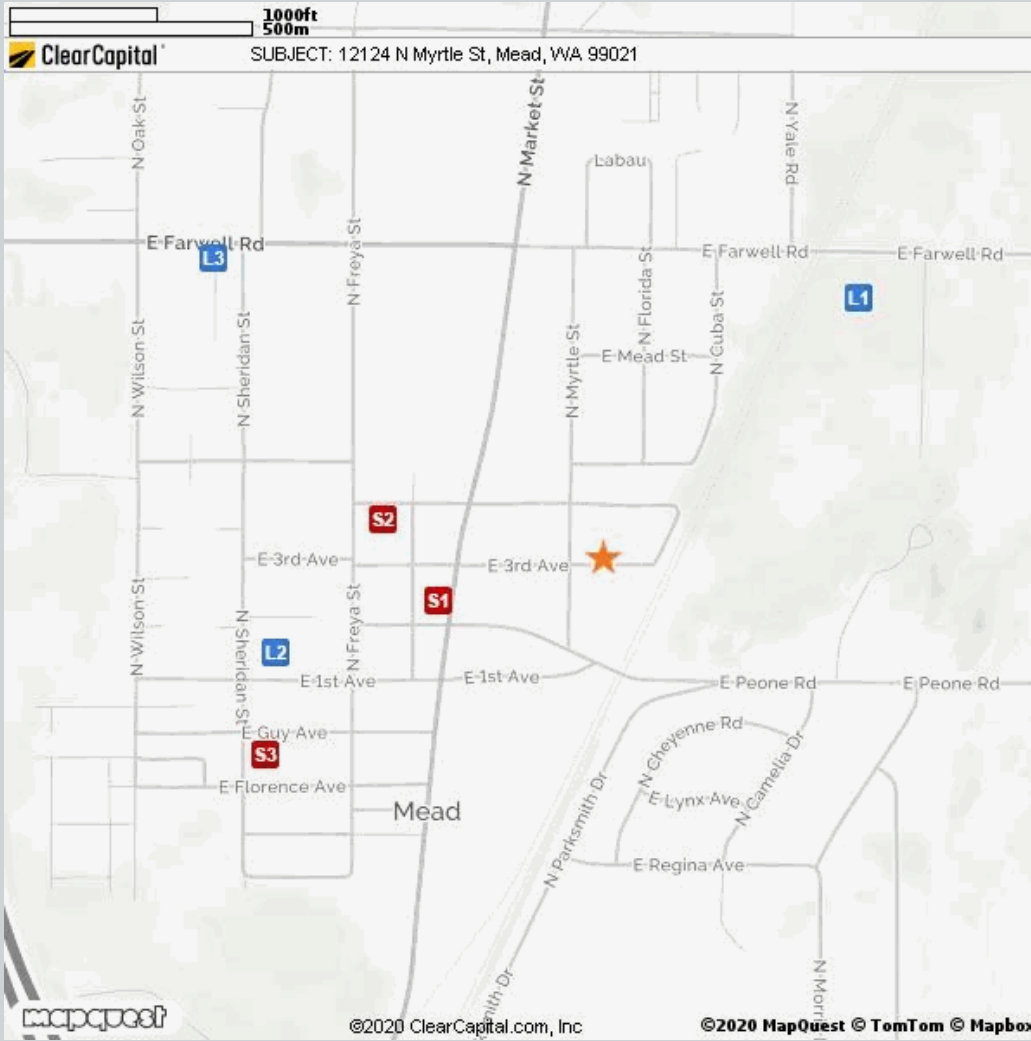 1000ft
500m
ClearCapital
SUBJECT: 12124 N Myrtle St, Mead, WA 99021
N Oak St
N Market St
N Yale Rd
Labau
E Farwell Rd
L3
N Freya St
E Farwell Rd
E Farwell Rd
N Florida St
L1
N Cuba St
N Wilson St
N Sheridan St
N Myrtle St
E Mead St
S2
E 3rd Ave
E 3rd Ave
S1
N Wilson St
N Sheridan St
N Freya St
L2
E 1st Ave
E 1st Ave
E Peone Rd
E Peone Rd
E Guy Ave
S3
N Cheyenne Rd
N Camelia Dr
E Florence Ave
E Lynx Ave
Mead
N Parksmith Dr
E Regina Ave
smith Dr
N Morri
mapquest
©2020 ClearCapital.com, Inc
©2020 MapQuest © TomTom © Mapbox